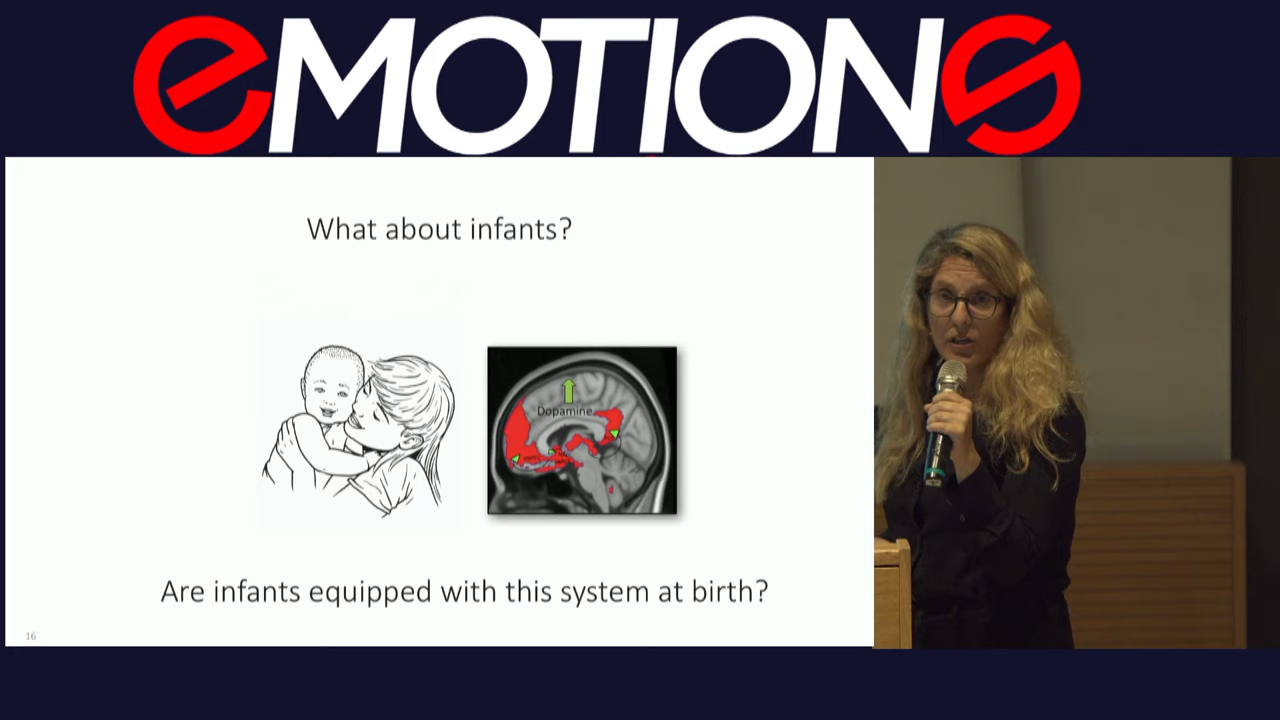 eMOTIONS
What about infants?
Dopamine
Are infants equipped with this system at birth?
16